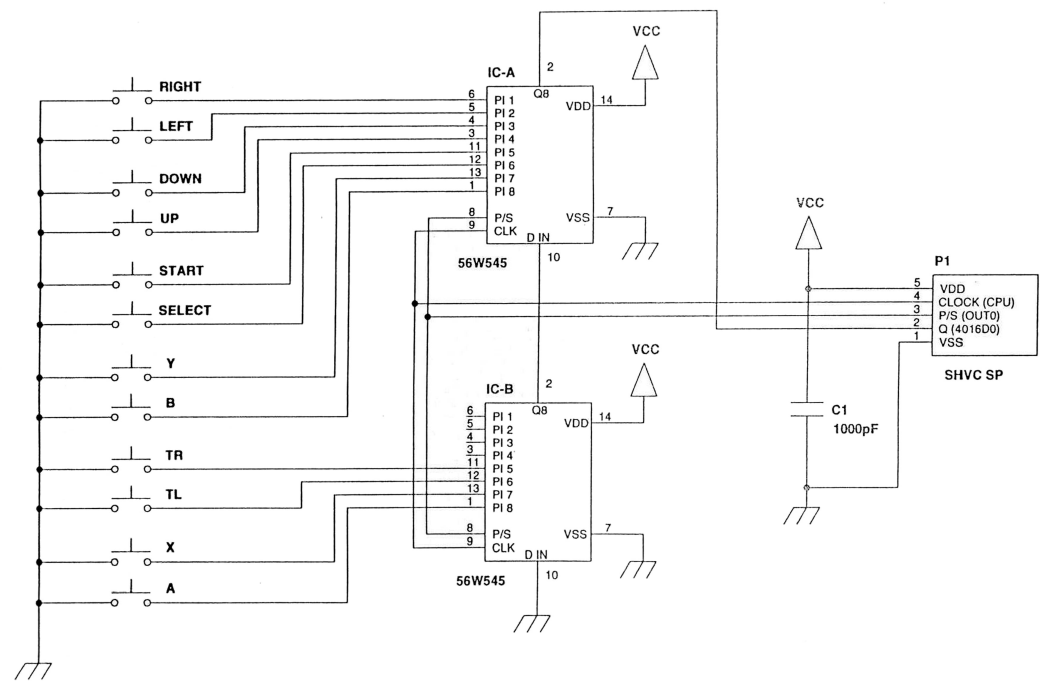 RIGHT
LEFT
DOWN
UP
START
SELECT
Y
B
TR
TL
X
A
IC-A
2
Q8
VCC
VDD
14
6 PI 1
5 PI 2
4 PI 3
3 PI 4
11 PI 5
12 PI 6
13 PI 7
1 PI 8
8 P/S
9 CLK
VSS
7
D IN
10
56W545
IC-B
2
Q8
VCC
VDD
14
6 PI 1
5 PI 2
4 PI 3
3 PI 4
11 PI 5
12 PI 6
13 PI 7
1 PI 8
8 P/S
9 CLK
VSS
7
D IN
10
56W545
VCC
C1
1000pF
P1
5 VDD
4 CLOCK (CPU)
3 P/S (OUT0)
2 Q (4016D0)
1 VSS
SHVC SP